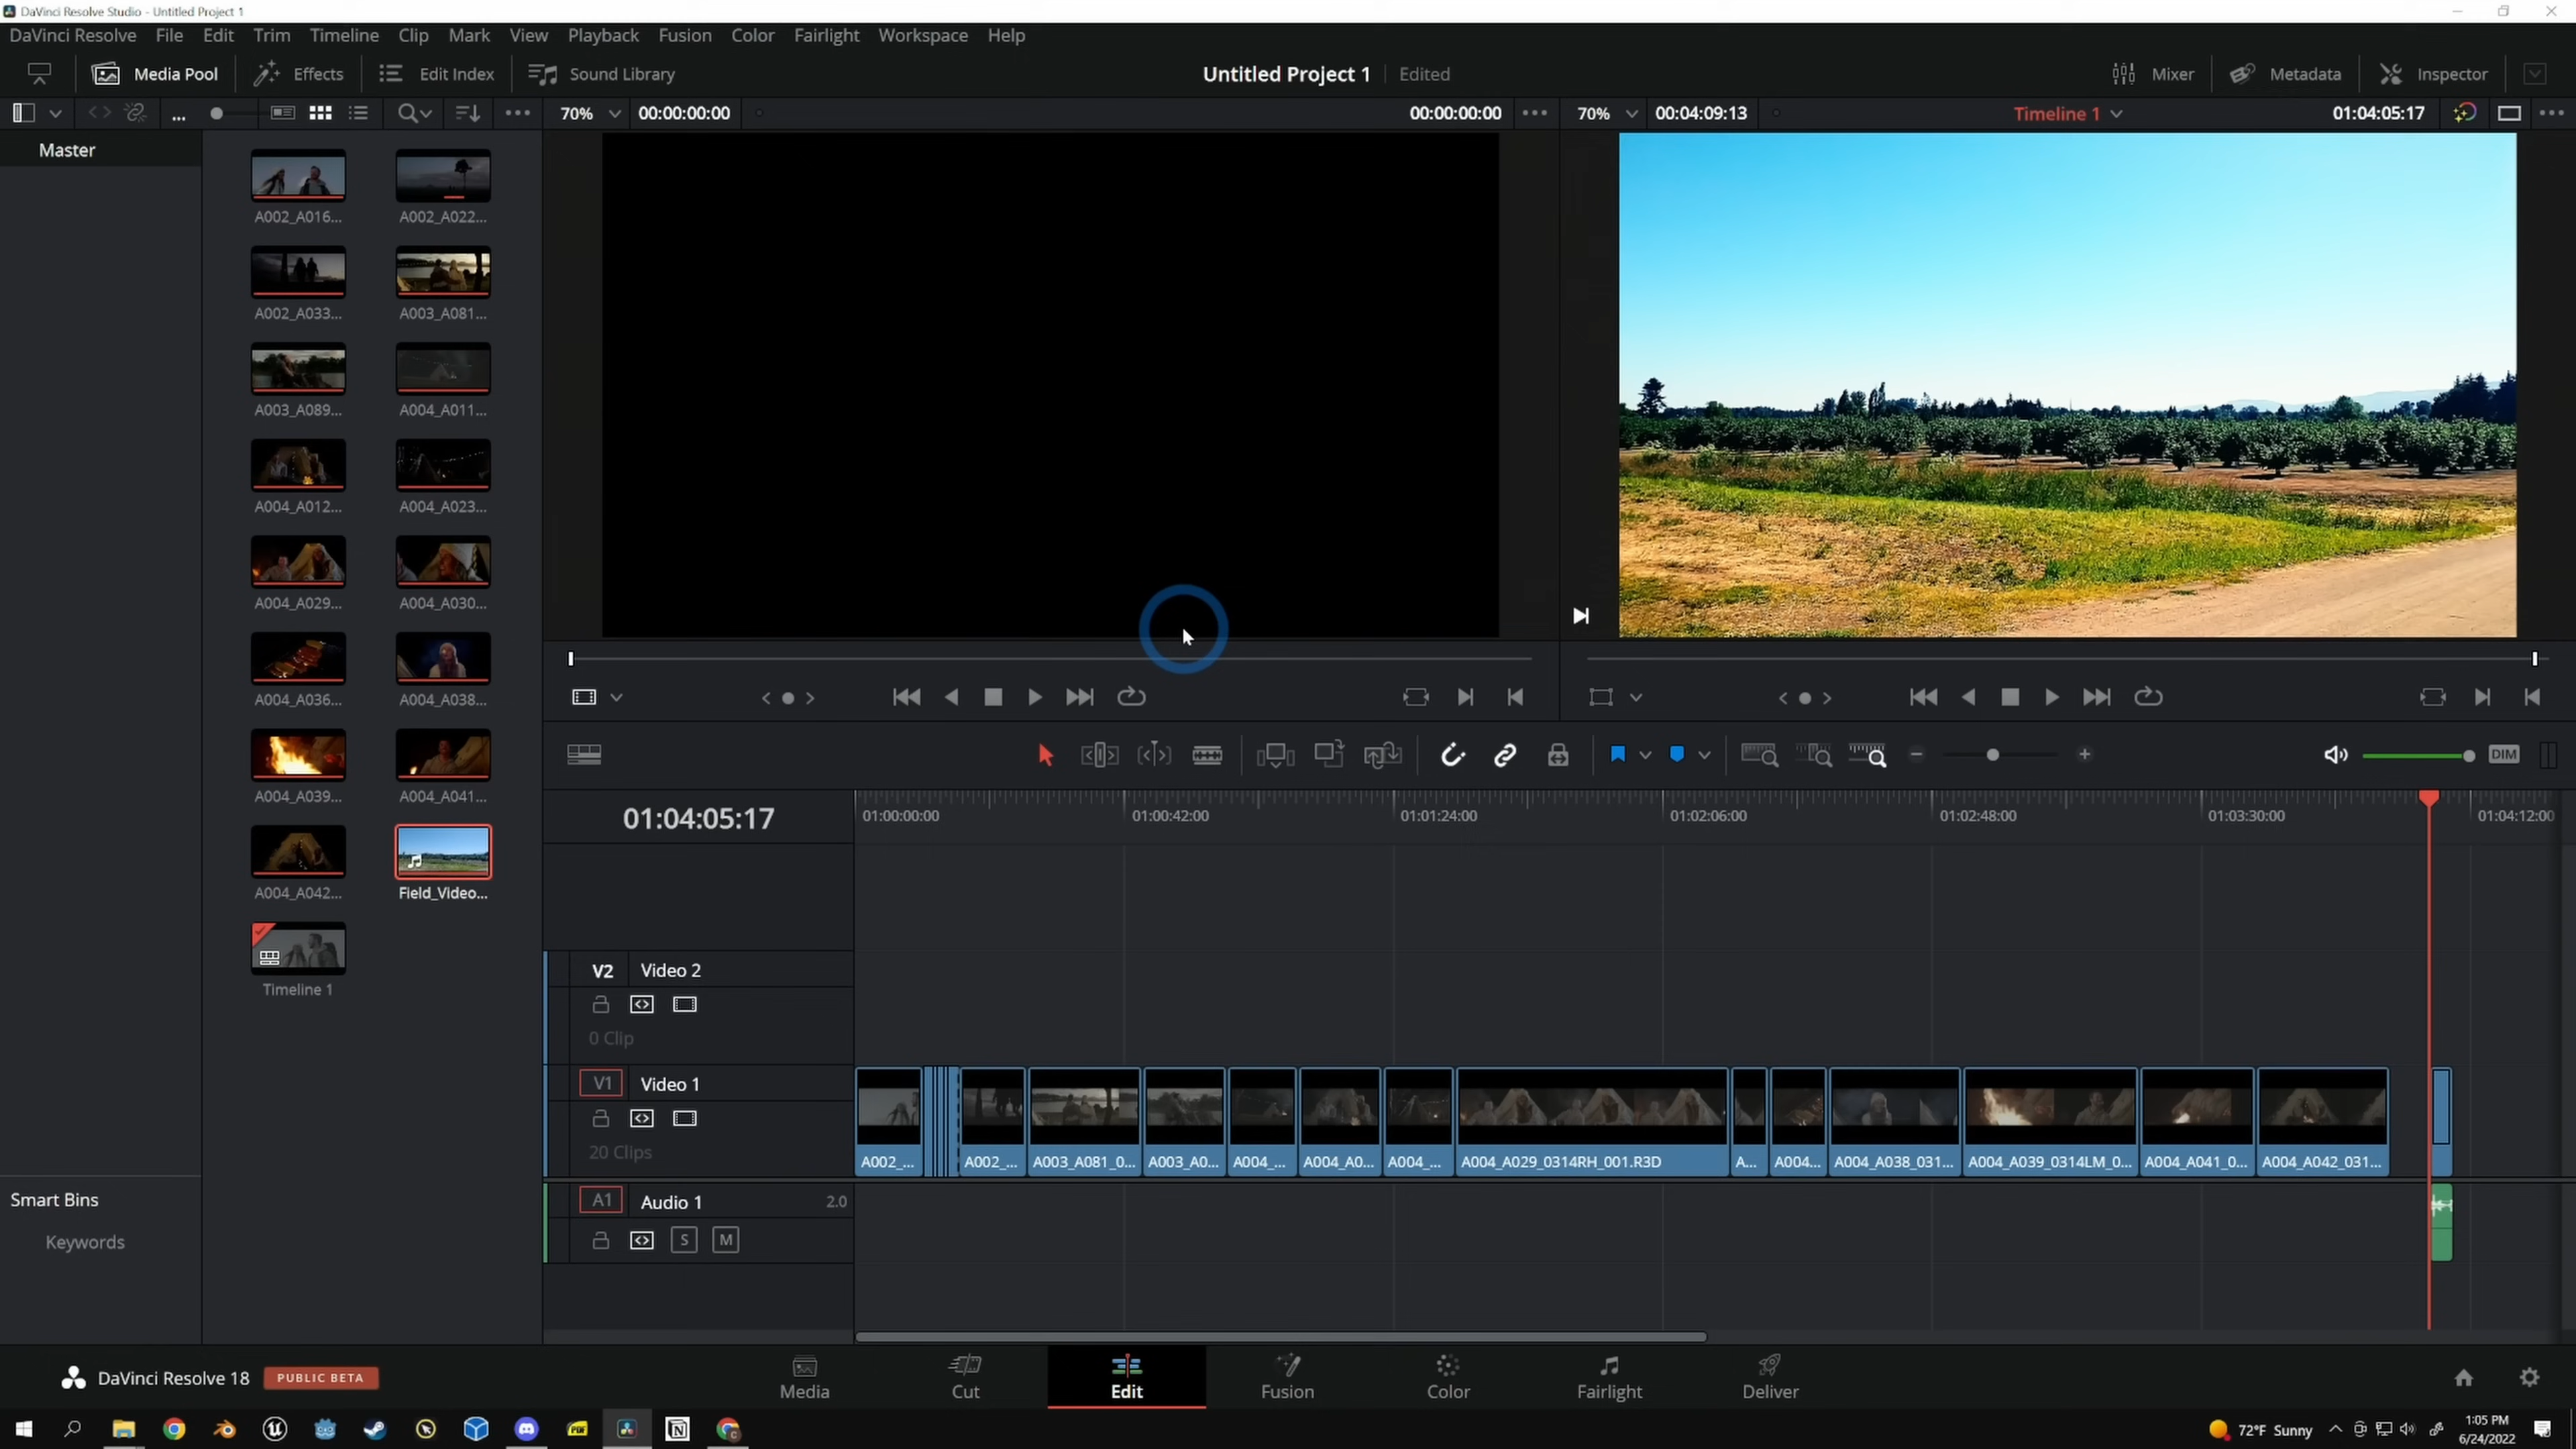 DaVinci Resolve Studio - Untitled Project 1
DaVinci Resolve File Edit Trim Timeline Clip Mark View Playback Fusion Color Fairlight Workspace Help
Media Pool Effects Edit Index Sound Library Untitled Project 1 Edited Mixer Metadata Inspector
70% 00:00:00:00 00:00:00:00 70% 00:04:09:13 Timeline 1 01:04:05:17
Master
A002_A016... A002_A022...
A002_A033... A003_A081...
A003_A089... A004_A011...
A004_A012... A004_A023...
A004_A029... A004_A030...
A004_A036... A004_A038...
A004_A039... A004_A041...
A004_A042... Field_Video...
Timeline 1
Smart Bins
Keywords
DIM
01:04:05:17 01:00:00:00 01:00:42:00 01:01:24:00 01:02:06:00 01:02:48:00 01:03:30:00 01:04:12:00
V2 Video 2
0 Clip
V1 Video 1
20 Clips
A002_... A002_... A003_A081_0... A003_A0... A004_... A004_A0... A004_... A004_A029_0314RH_001.R3D A... A004... A004_A038_031... A004_A039_0314LM_0... A004_A041_0... A004_A042_031...
A1 Audio 1 2.0
S M
DaVinci Resolve 18 PUBLIC BETA
Media Cut Edit Fusion Color Fairlight Deliver
72°F Sunny
1:05 PM
6/24/2022